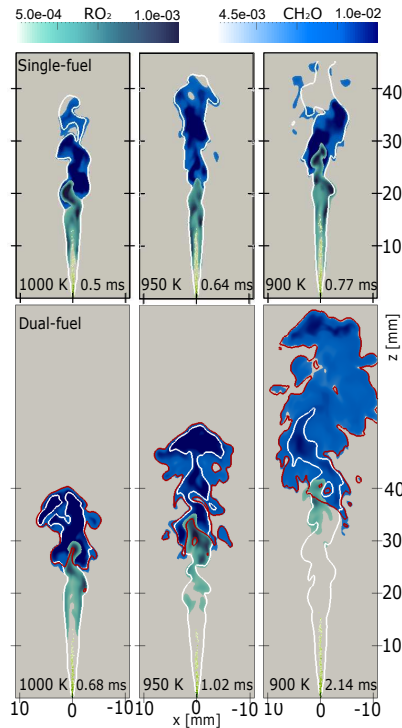 5.0e-04 RO₂ 1.0e-03 4.5e-03 CH₂O 1.0e-02
Single-fuel
40
30
20
10
1000 K 0.5 ms 950 K 0.64 ms 900 K 0.77 ms
Dual-fuel
z [mm]
40
30
20
10
1000 K 0.68 ms 950 K 1.02 ms 900 K 2.14 ms
10 0 -10 10 0 -10 10 0 -10
x [mm]